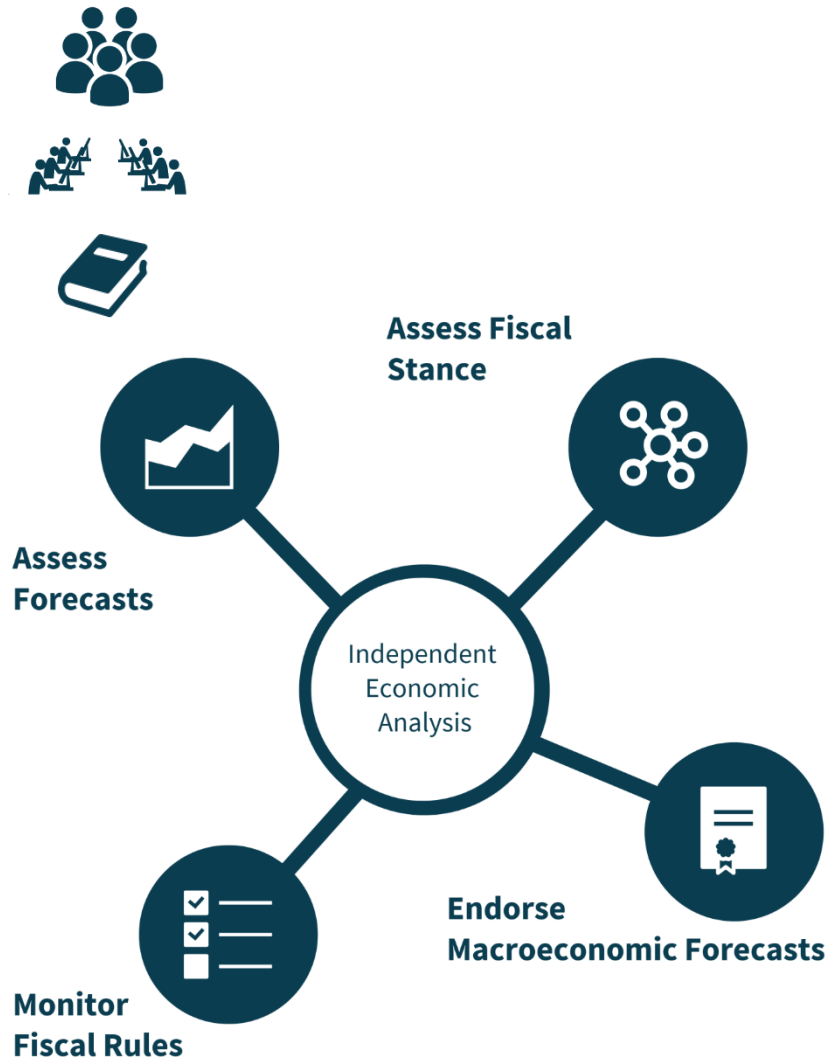 Assess Fiscal
Stance
Assess
Forecasts
Independent
Economic
Analysis
Endorse
Macroeconomic Forecasts
Monitor
Fiscal Rules